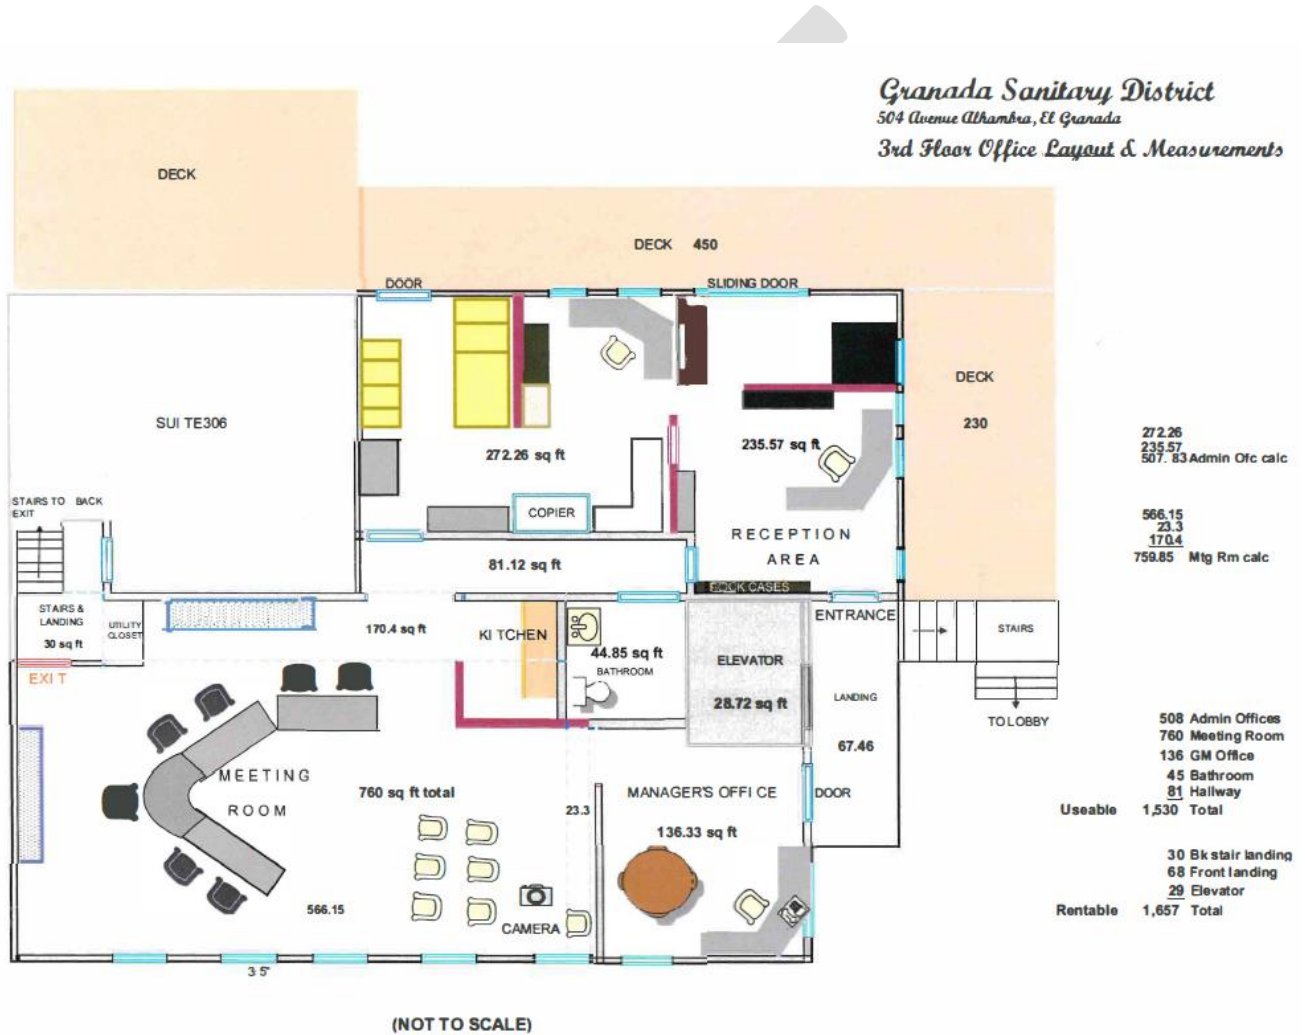 Granada Sanitary District
504 Avenue Alhambra, El Granada
3rd Floor Office Layout & Measurements
DECK
DECK 450
DOOR
SLIDING DOOR
DECK
230
SUITE306
272.26 sq ft
235.57 sq ft
272.26
235.57
507. 83 Admin Ofc calc
STAIRS TO BACK
EXIT
COPIER
RECEPTION
AREA
566.15
23.3
170.4
759.85 Mtg Rm calc
81.12 sq ft
BOOK CASES
STAIRS &
LANDING
30 sq ft
UTILITY
CLOSET
170.4 sq ft
KITCHEN
44.85 sq ft
BATHROOM
ELEVATOR
28.72 sq ft
ENTRANCE
STAIRS
EXIT
LANDING
67.46
TO LOBBY
MEETING
ROOM
760 sq ft total
23.3
MANAGER'S OFFICE
136.33 sq ft
DOOR
508 Admin Offices
760 Meeting Room
136 GM Office
45 Bathroom
81 Hallway
Useable 1,530 Total
30 Bk stair landing
68 Front landing
29 Elevator
Rentable 1,657 Total
566.15
CAMERA
3'5"
(NOT TO SCALE)